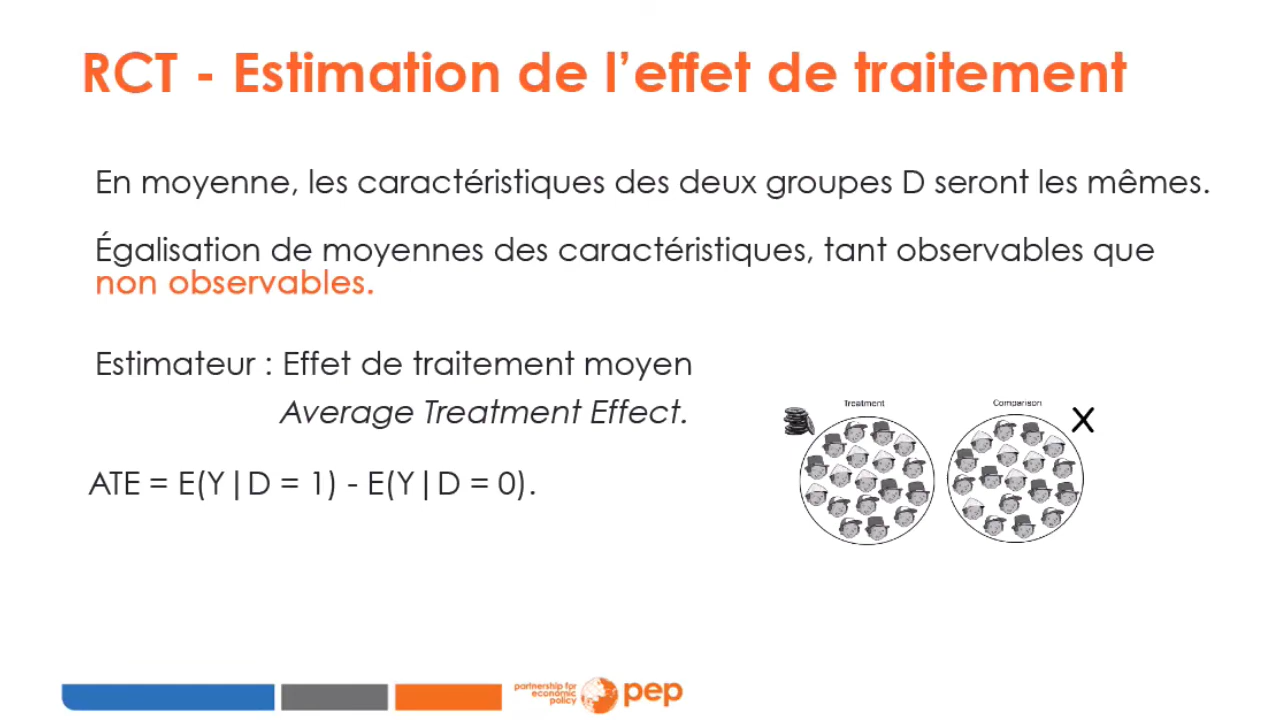 RCT - Estimation de l’effet de traitement
En moyenne, les caractéristiques des deux groupes D seront les mêmes.
Égalisation de moyennes des caractéristiques, tant observables que
non observables.
Estimateur : Effet de traitement moyen
Average Treatment Effect.
Treatment
Comparison
X
ATE = E(Y|D = 1) - E(Y|D = 0).
partnership for
economic
policy
pep